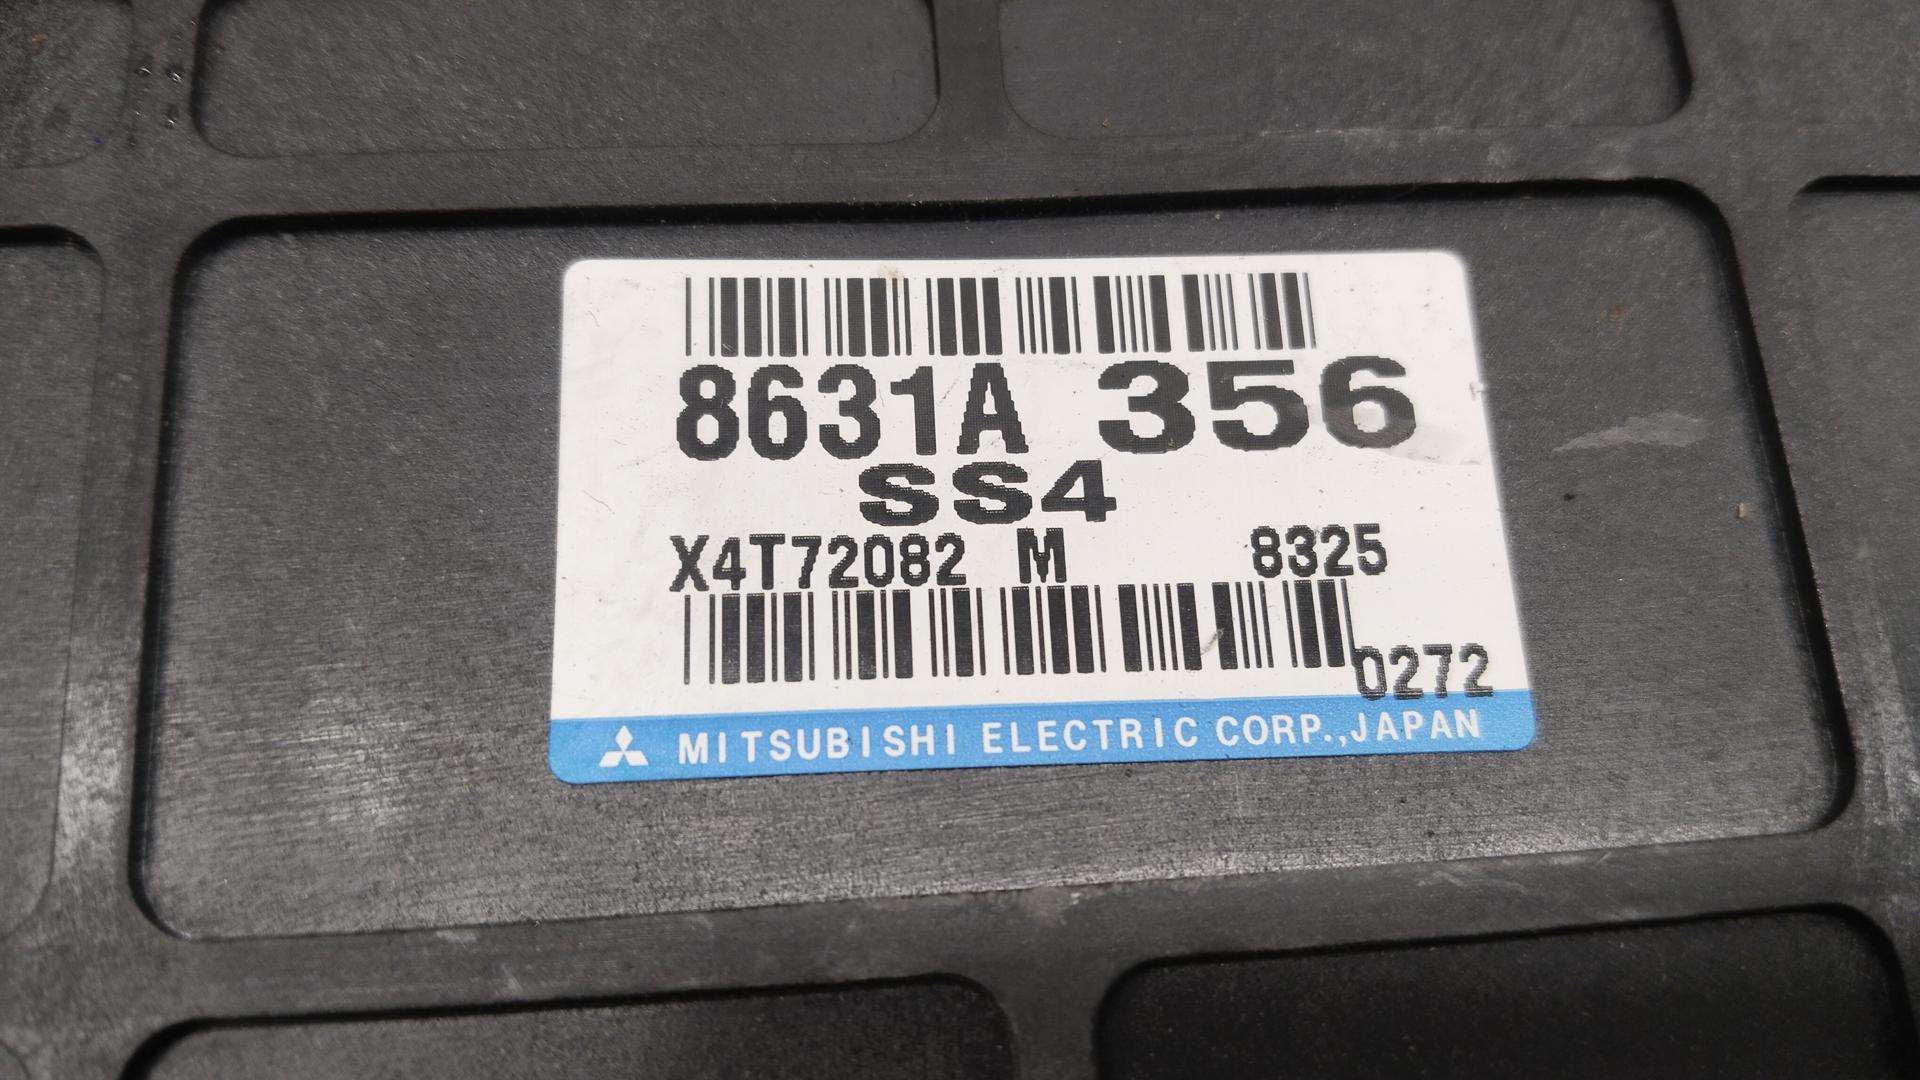 8631A 356
SS4
X4T72082 M 8325
0272
MITSUBISHI ELECTRIC CORP.,JAPAN